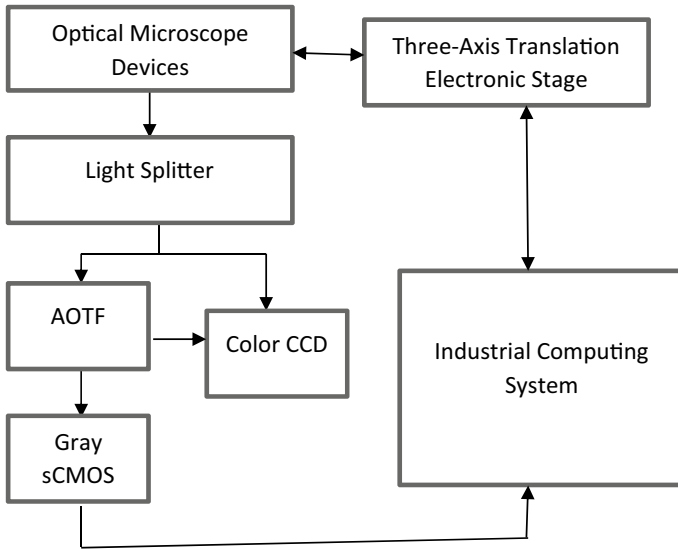 Optical Microscope
Devices
Three-Axis Translation
Electronic Stage
Light Splitter
AOTF
Color CCD
Industrial Computing
System
Gray
sCMOS